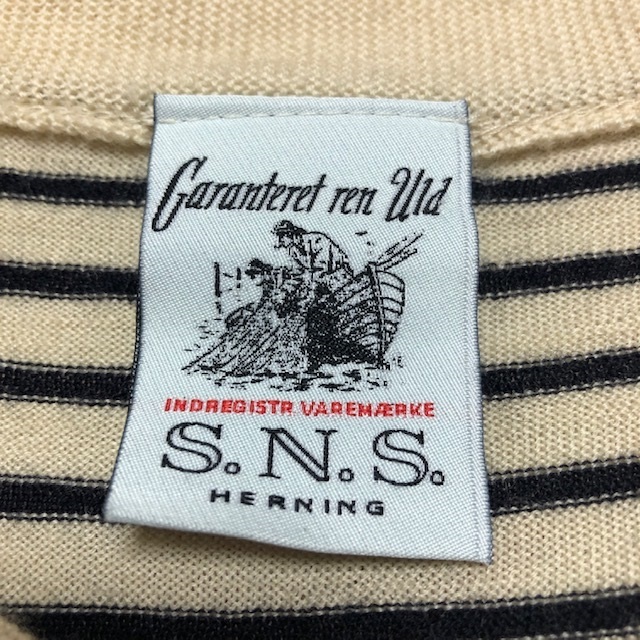 Garanteret ren Uld
INDREGISTR. VAREMÆRKE
S.N.S.
HERNING